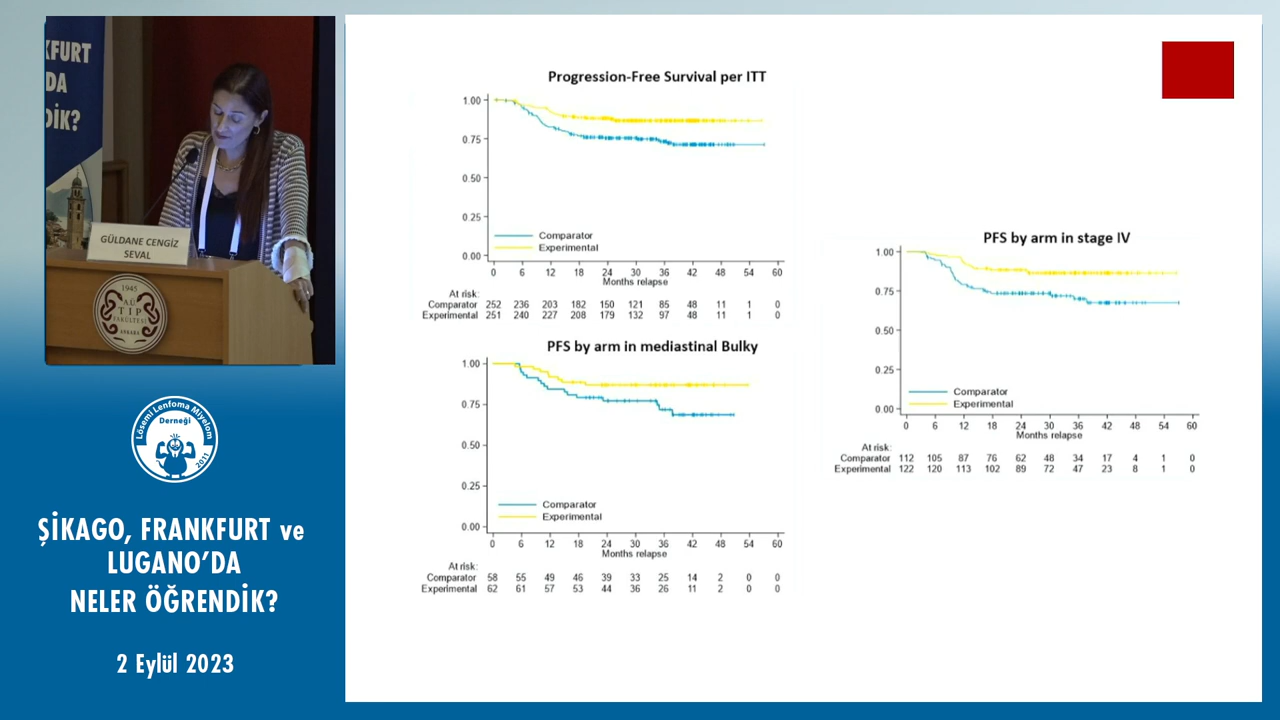 KFURT
DA
DİK?
GÜLDANE CENGİZ
SEVAL
1945
AÜ
TIP
FAKÜLTESİ
ANKARA
Lösemi Lenfoma Miyelom
Derneği
2011
ŞİKAGO, FRANKFURT ve
LUGANO’DA
NELER ÖĞRENDİK?
2 Eylül 2023
Progression-Free Survival per ITT
1.00
0.75
0.50
0.25
0.00
Comparator
Experimental
0 6 12 18 24 30 36 42 48 54 60
Months relapse
At risk:
Comparator 252 236 203 182 150 121 85 48 11 1 0
Experimental 251 240 227 208 179 132 97 48 11 1 0
PFS by arm in mediastinal Bulky
1.00
0.75
0.50
0.25
0.00
Comparator
Experimental
0 6 12 18 24 30 36 42 48 54 60
Months relapse
At risk:
Comparator 58 55 49 46 39 33 25 14 2 0 0
Experimental 62 61 57 53 44 36 26 11 2 0 0
PFS by arm in stage IV
1.00
0.75
0.50
0.25
0.00
Comparator
Experimental
0 6 12 18 24 30 36 42 48 54 60
Months relapse
At risk:
Comparator 112 105 87 76 62 48 34 17 4 1 0
Experimental 122 120 113 102 89 72 47 23 8 1 0